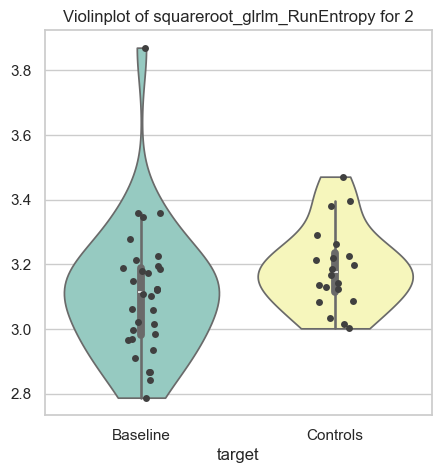 Violinplot of squareroot_glrlm_RunEntropy for 2
3.8
3.6
3.4
3.2
3.0
2.8
Baseline Controls
target